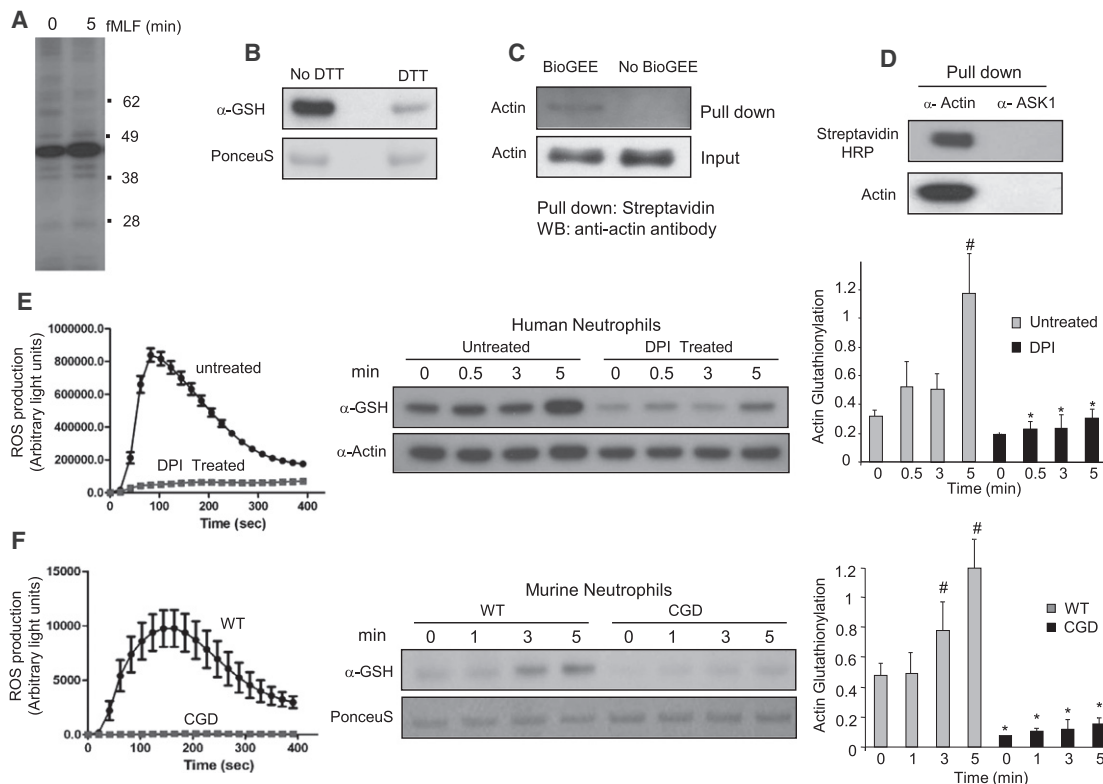 A
0 5 fMLF (min)
62
49
38
28
B
No DTT DTT
α-GSH
PonceuS
C
BioGEE No BioGEE
Actin Pull down
Actin Input
Pull down: Streptavidin
WB: anti-actin antibody
D
Pull down
α- Actin α- ASK1
Streptavidin
HRP
Actin
E
ROS production
(Arbitrary light units)
1000000.0
800000.0
600000.0
400000.0
200000.0
0.0
untreated
DPI Treated
0 100 200 300 400
Time (sec)
Human Neutrophils
Untreated DPI Treated
min 0 0.5 3 5 0 0.5 3 5
α-GSH
α-Actin
Actin Glutathionylation
1.2
1
0.8
0.6
0.4
0.2
0
#
* * *
Untreated
DPI
0 0.5 3 5 0 0.5 3 5
Time (min)
F
ROS production
(Arbitrary light units)
15000
10000
5000
0
WT
CGD
0 100 200 300 400
Time (sec)
Murine Neutrophils
WT CGD
min 0 1 3 5 0 1 3 5
α-GSH
PonceuS
Actin Glutathionylation
1.2
1
0.8
0.6
0.4
0.2
0
# #
* * * *
WT
CGD
0 1 3 5 0 1 3 5
Time (min)